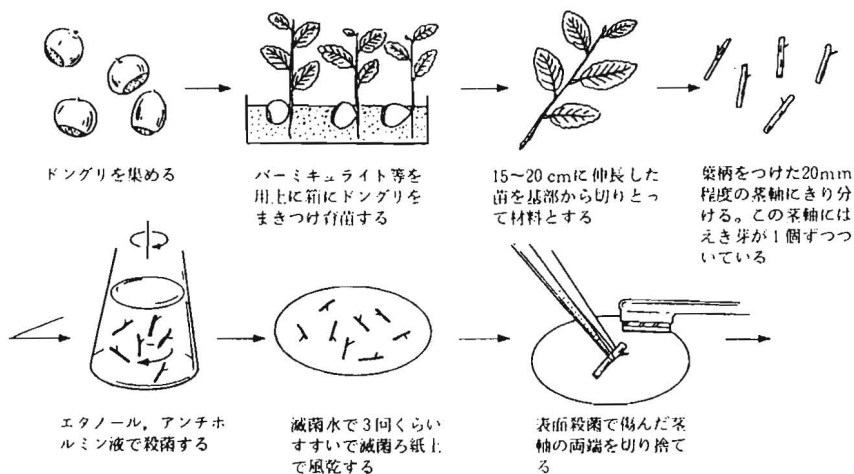 ドングリを集める
バーミキュライト等を
用土に箱にドングリを
まきつけ育苗する
15〜20 cmに伸長した
苗を基部から切りとっ
て材料とする
葉柄をつけた20mm
程度の茎軸にきり分
ける。この茎軸には
えき芽が1個ずつつ
いている
エタノール,アンチホ
ルミン液で殺菌する
滅菌水で3回くらい
すすいで滅菌ろ紙上
で風乾する
表面殺菌で傷んだ茎
軸の両端を切り捨て
る